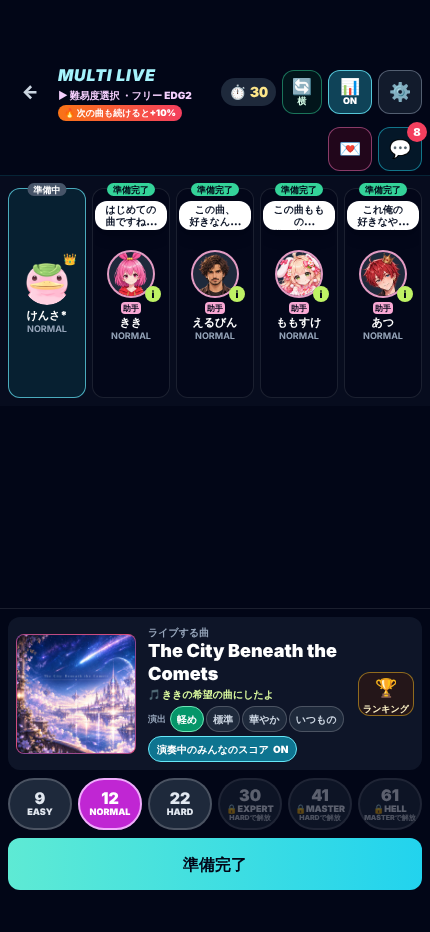 MULTI LIVE
▶ 難易度選択 ・フリー EDG2
🔥 次の曲も続けると+10%
30
横
ON
8
準備中
けんさ*
NORMAL
準備完了
はじめての
曲ですね...
i
助手
きき
NORMAL
準備完了
この曲、
好きなん...
i
助手
えるびん
NORMAL
準備完了
この曲もも
の...
i
助手
ももすけ
NORMAL
準備完了
これ俺の
好きなや...
i
助手
あつ
NORMAL
ライブする曲
The City Beneath the
Comets
🎵 ききの希望の曲にしたよ
演出 軽め 標準 華やか いつもの
演奏中のみんなのスコア ON
ランキング
The City Beneath the Comets
9
EASY
12
NORMAL
22
HARD
30
🔒EXPERT
HARDで解放
41
🔒MASTER
HARDで解放
61
🔒HELL
MASTERで解放
準備完了